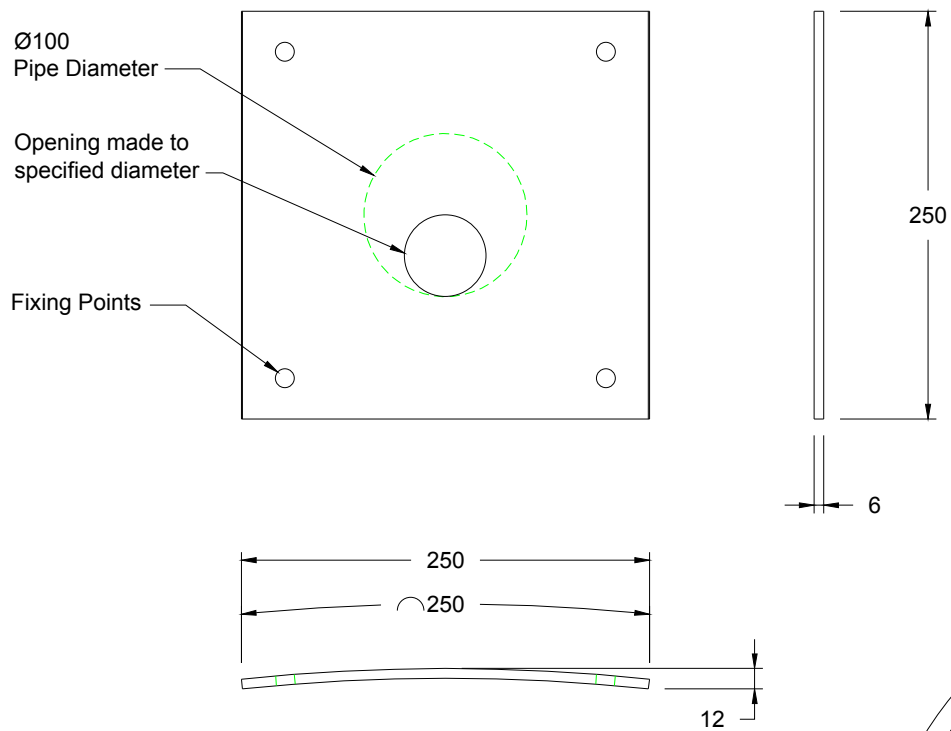 Ø100
Pipe Diameter
Opening made to
specified diameter
250
Fixing Points
6
250
⌒250
12